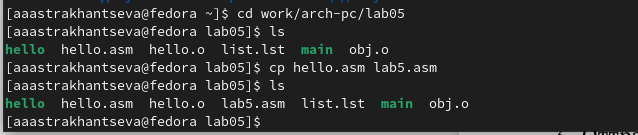 [aaastrakhantseva@fedora ~]$ cd work/arch-pc/lab05
[aaastrakhantseva@fedora lab05]$ ls
hello  hello.asm  hello.o  list.lst  main  obj.o
[aaastrakhantseva@fedora lab05]$ cp hello.asm lab5.asm
[aaastrakhantseva@fedora lab05]$ ls
hello  hello.asm  hello.o  lab5.asm  list.lst  main  obj.o
[aaastrakhantseva@fedora lab05]$